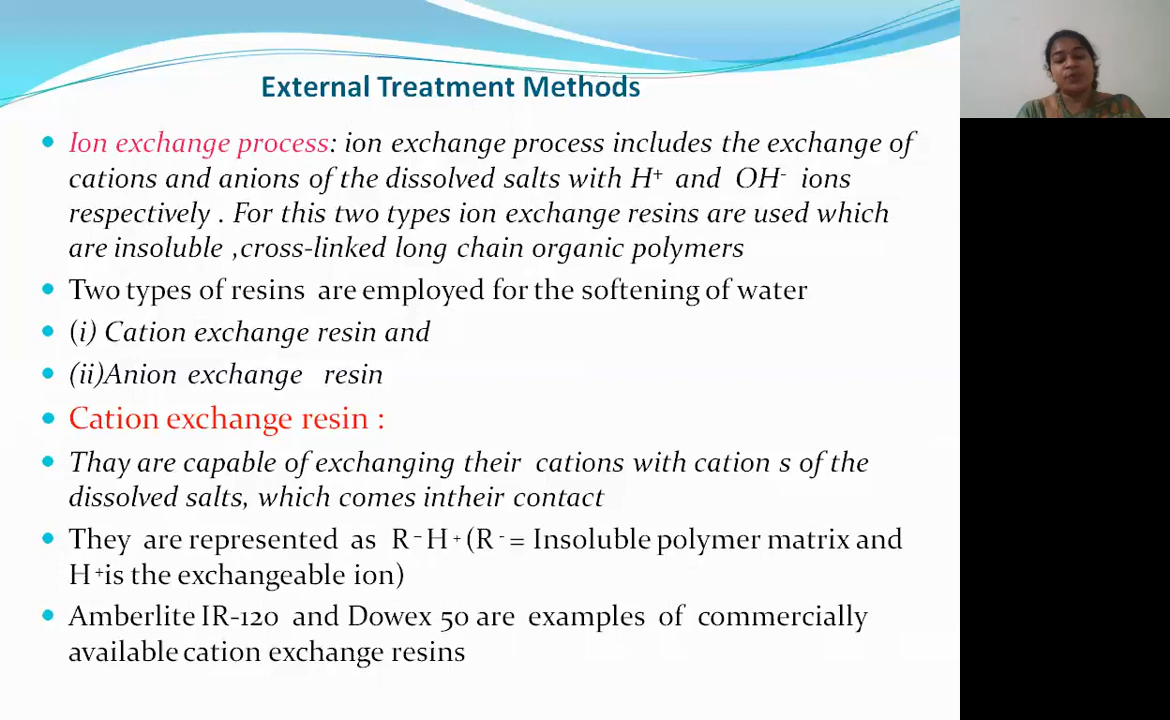 External Treatment Methods
• Ion exchange process: ion exchange process includes the exchange of
cations and anions of the dissolved salts with H⁺ and OH⁻ ions
respectively . For this two types ion exchange resins are used which
are insoluble ,cross-linked long chain organic polymers
• Two types of resins are employed for the softening of water
• (i) Cation exchange resin and
• (ii)Anion exchange resin
• Cation exchange resin :
• Thay are capable of exchanging their cations with cation s of the
dissolved salts, which comes intheir contact
• They are represented as R⁻H⁺(R⁻= Insoluble polymer matrix and
H⁺is the exchangeable ion)
• Amberlite IR-120 and Dowex 50 are examples of commercially
available cation exchange resins